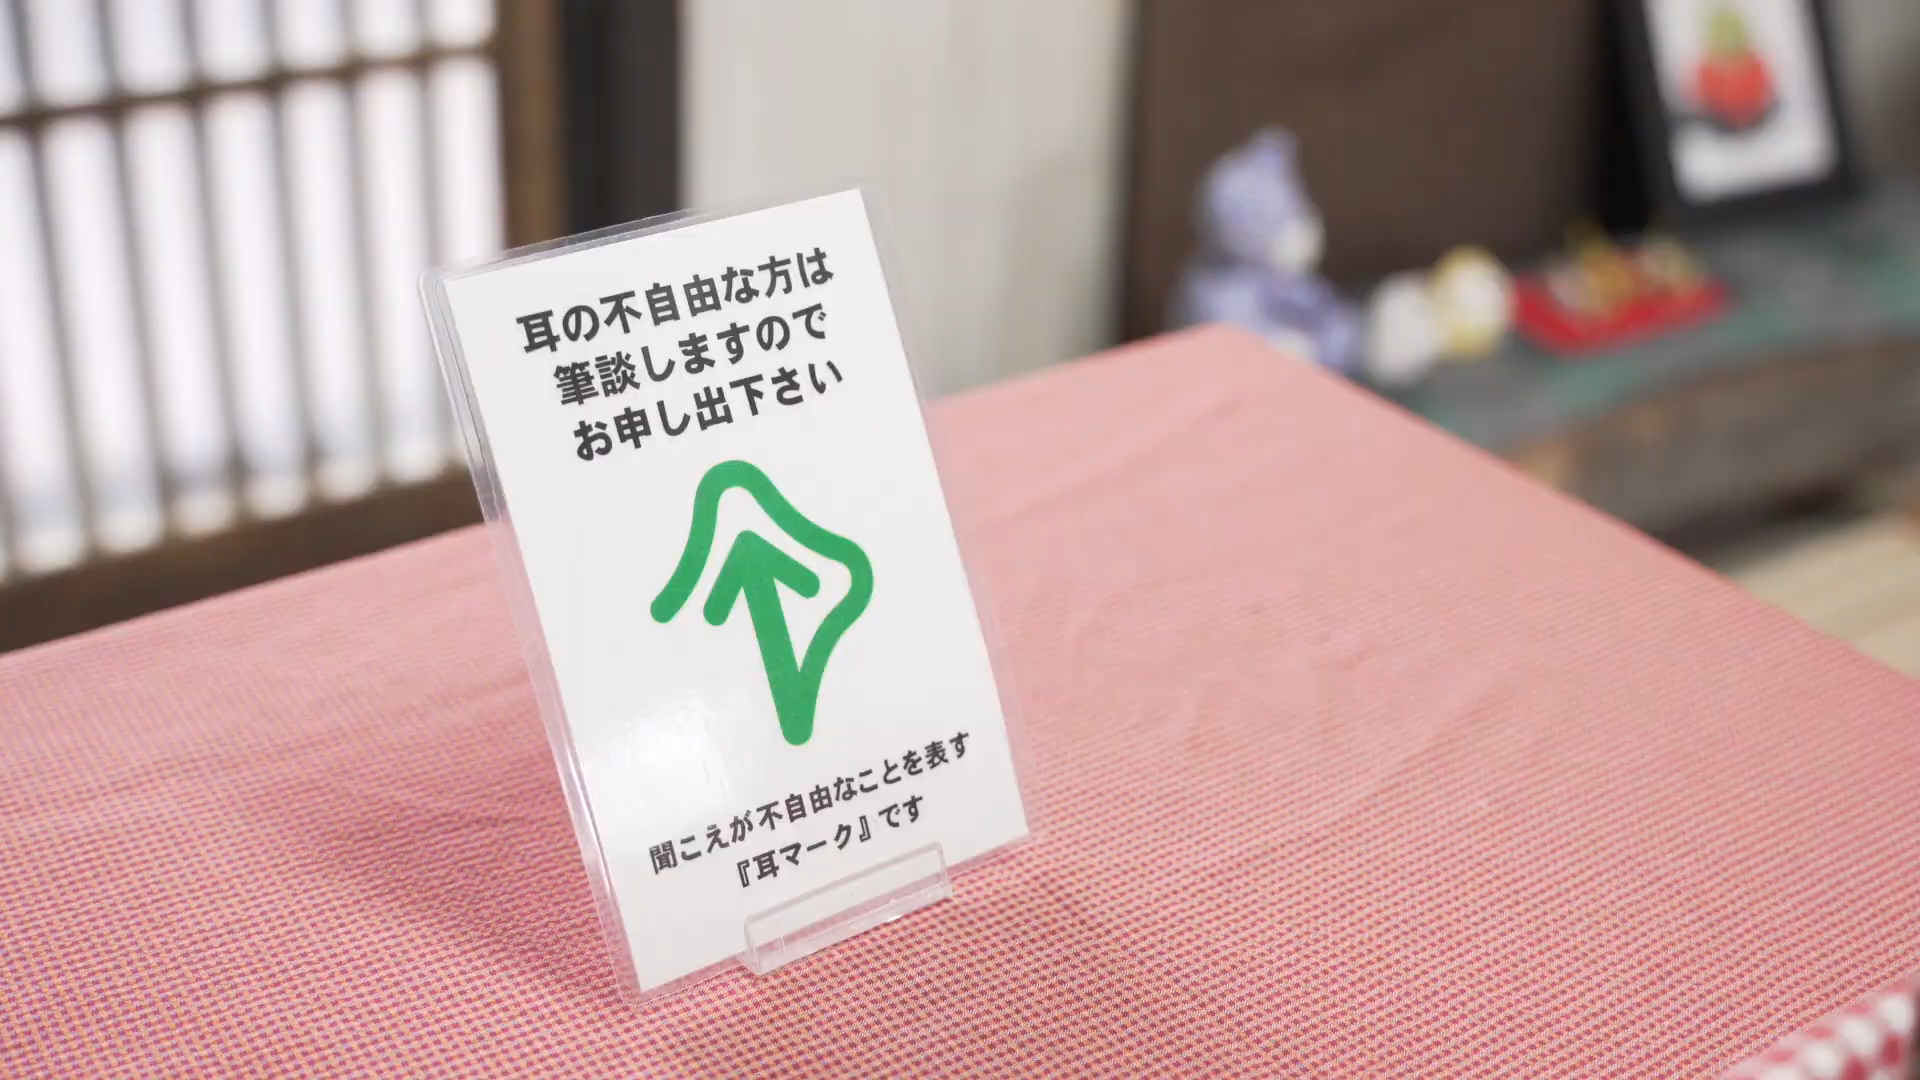 耳の不自由な方は
筆談しますので
お申し出下さい
聞こえが不自由なことを表す
『耳マーク』です